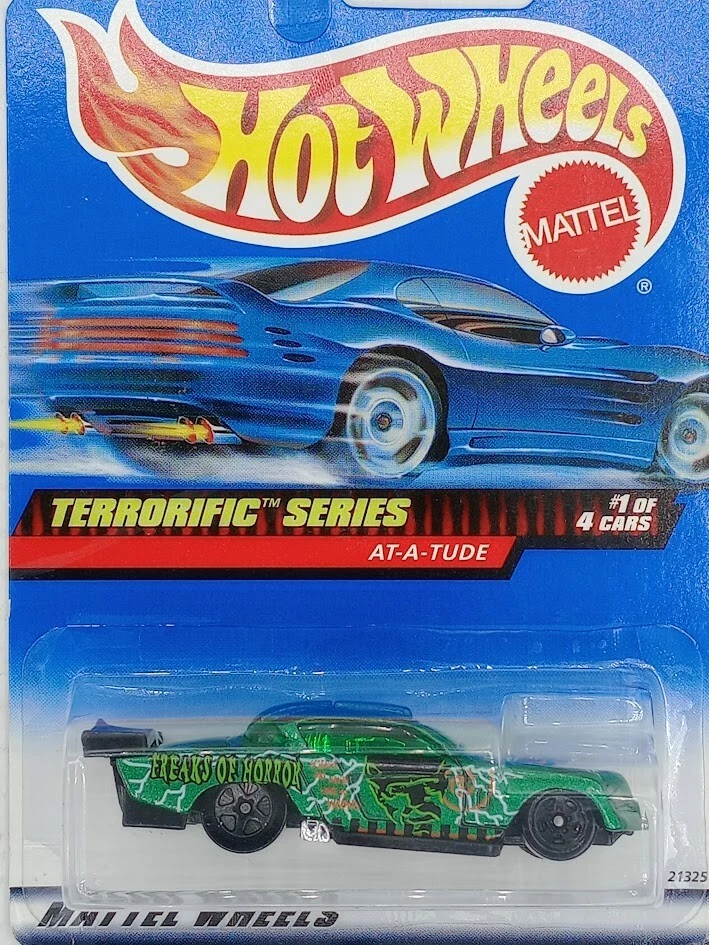 Hot Wheels
MATTEL
®
TERRORIFIC™ SERIES
#1 OF
4 CARS
AT-A-TUDE
FREAKS OF HORROR
21325
MATTEL WHEELS